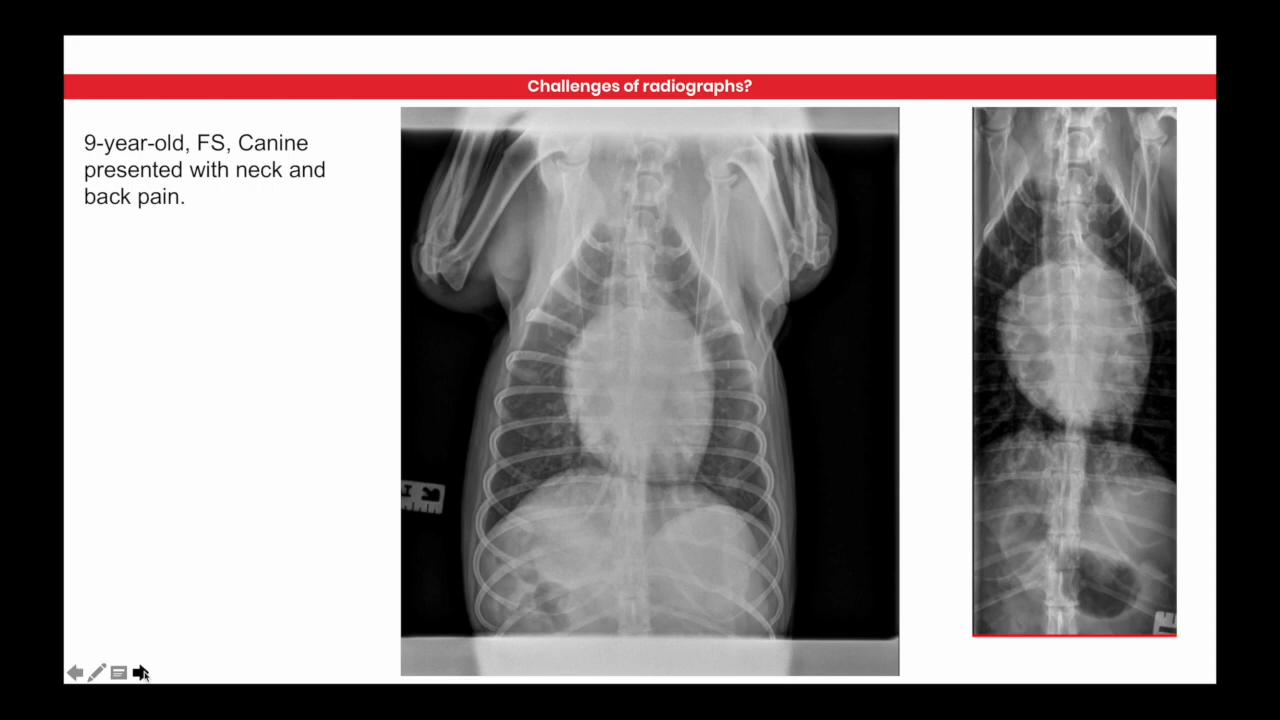 Challenges of radiographs?
9-year-old, FS, Canine
presented with neck and
back pain.